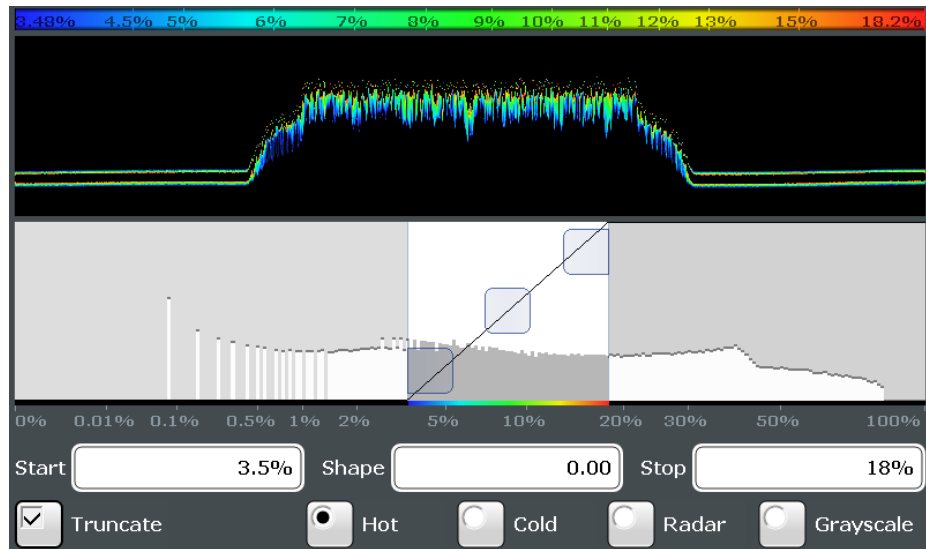 3.48% 4.5% 5% 6% 7% 8% 9% 10% 11% 12% 13% 15% 18.2%
0% 0.01% 0.1% 0.5% 1% 2% 5% 10% 20% 30% 50% 100%
Start 3.5% Shape 0.00 Stop 18%
Truncate Hot Cold Radar Grayscale